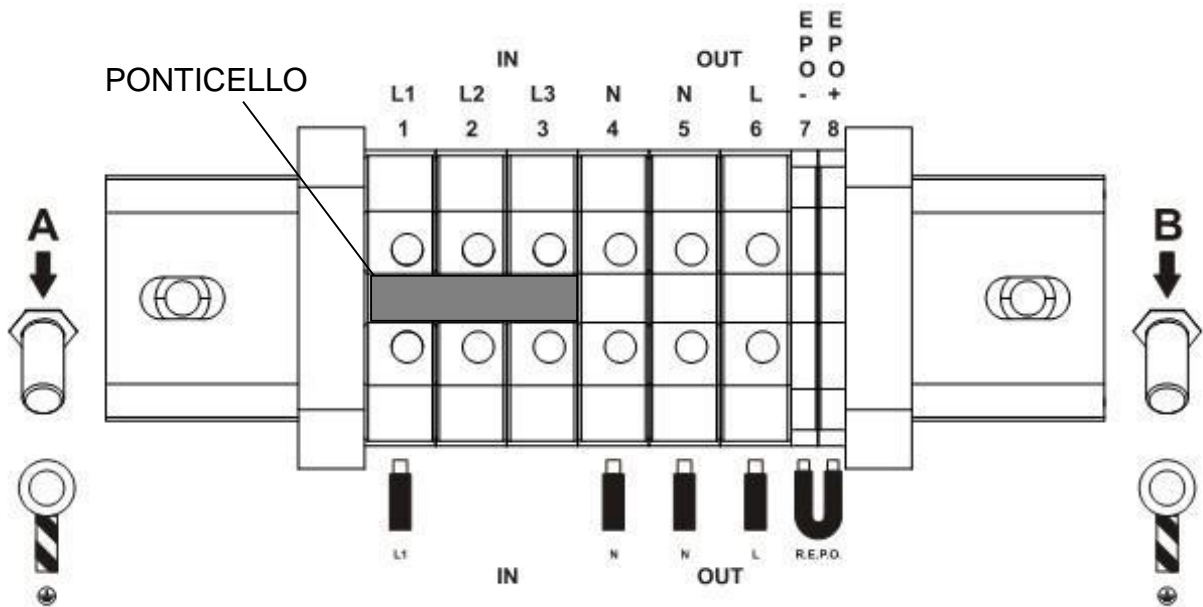 IN OUT
E E
P P
O O
- +
PONTICELLO
L1 L2 L3 N N L
1 2 3 4 5 6 7 8
A B
L1 N N L R.E.P.O.
IN OUT